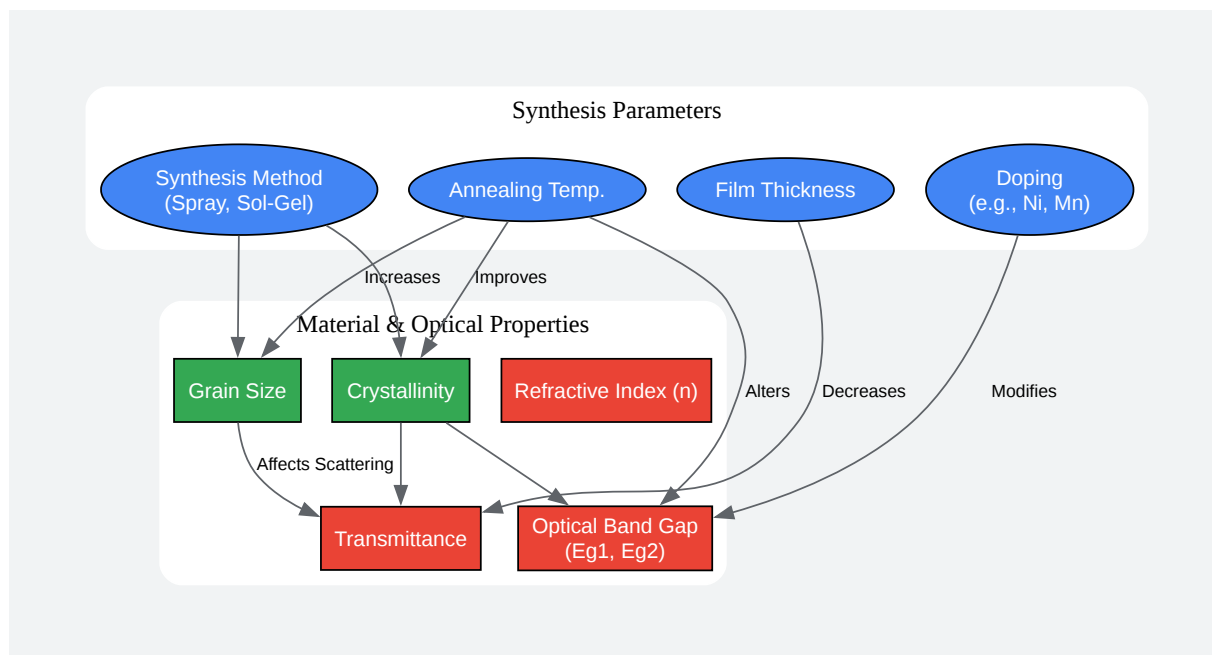 Synthesis Parameters
Synthesis Method
(Spray, Sol-Gel)
Annealing Temp.
Film Thickness
Doping
(e.g., Ni, Mn)
Increases
Improves
Material & Optical Properties
Grain Size
Crystallinity
Refractive Index (n)
Alters
Decreases
Modifies
Affects Scattering
Transmittance
Optical Band Gap
(Eg1, Eg2)